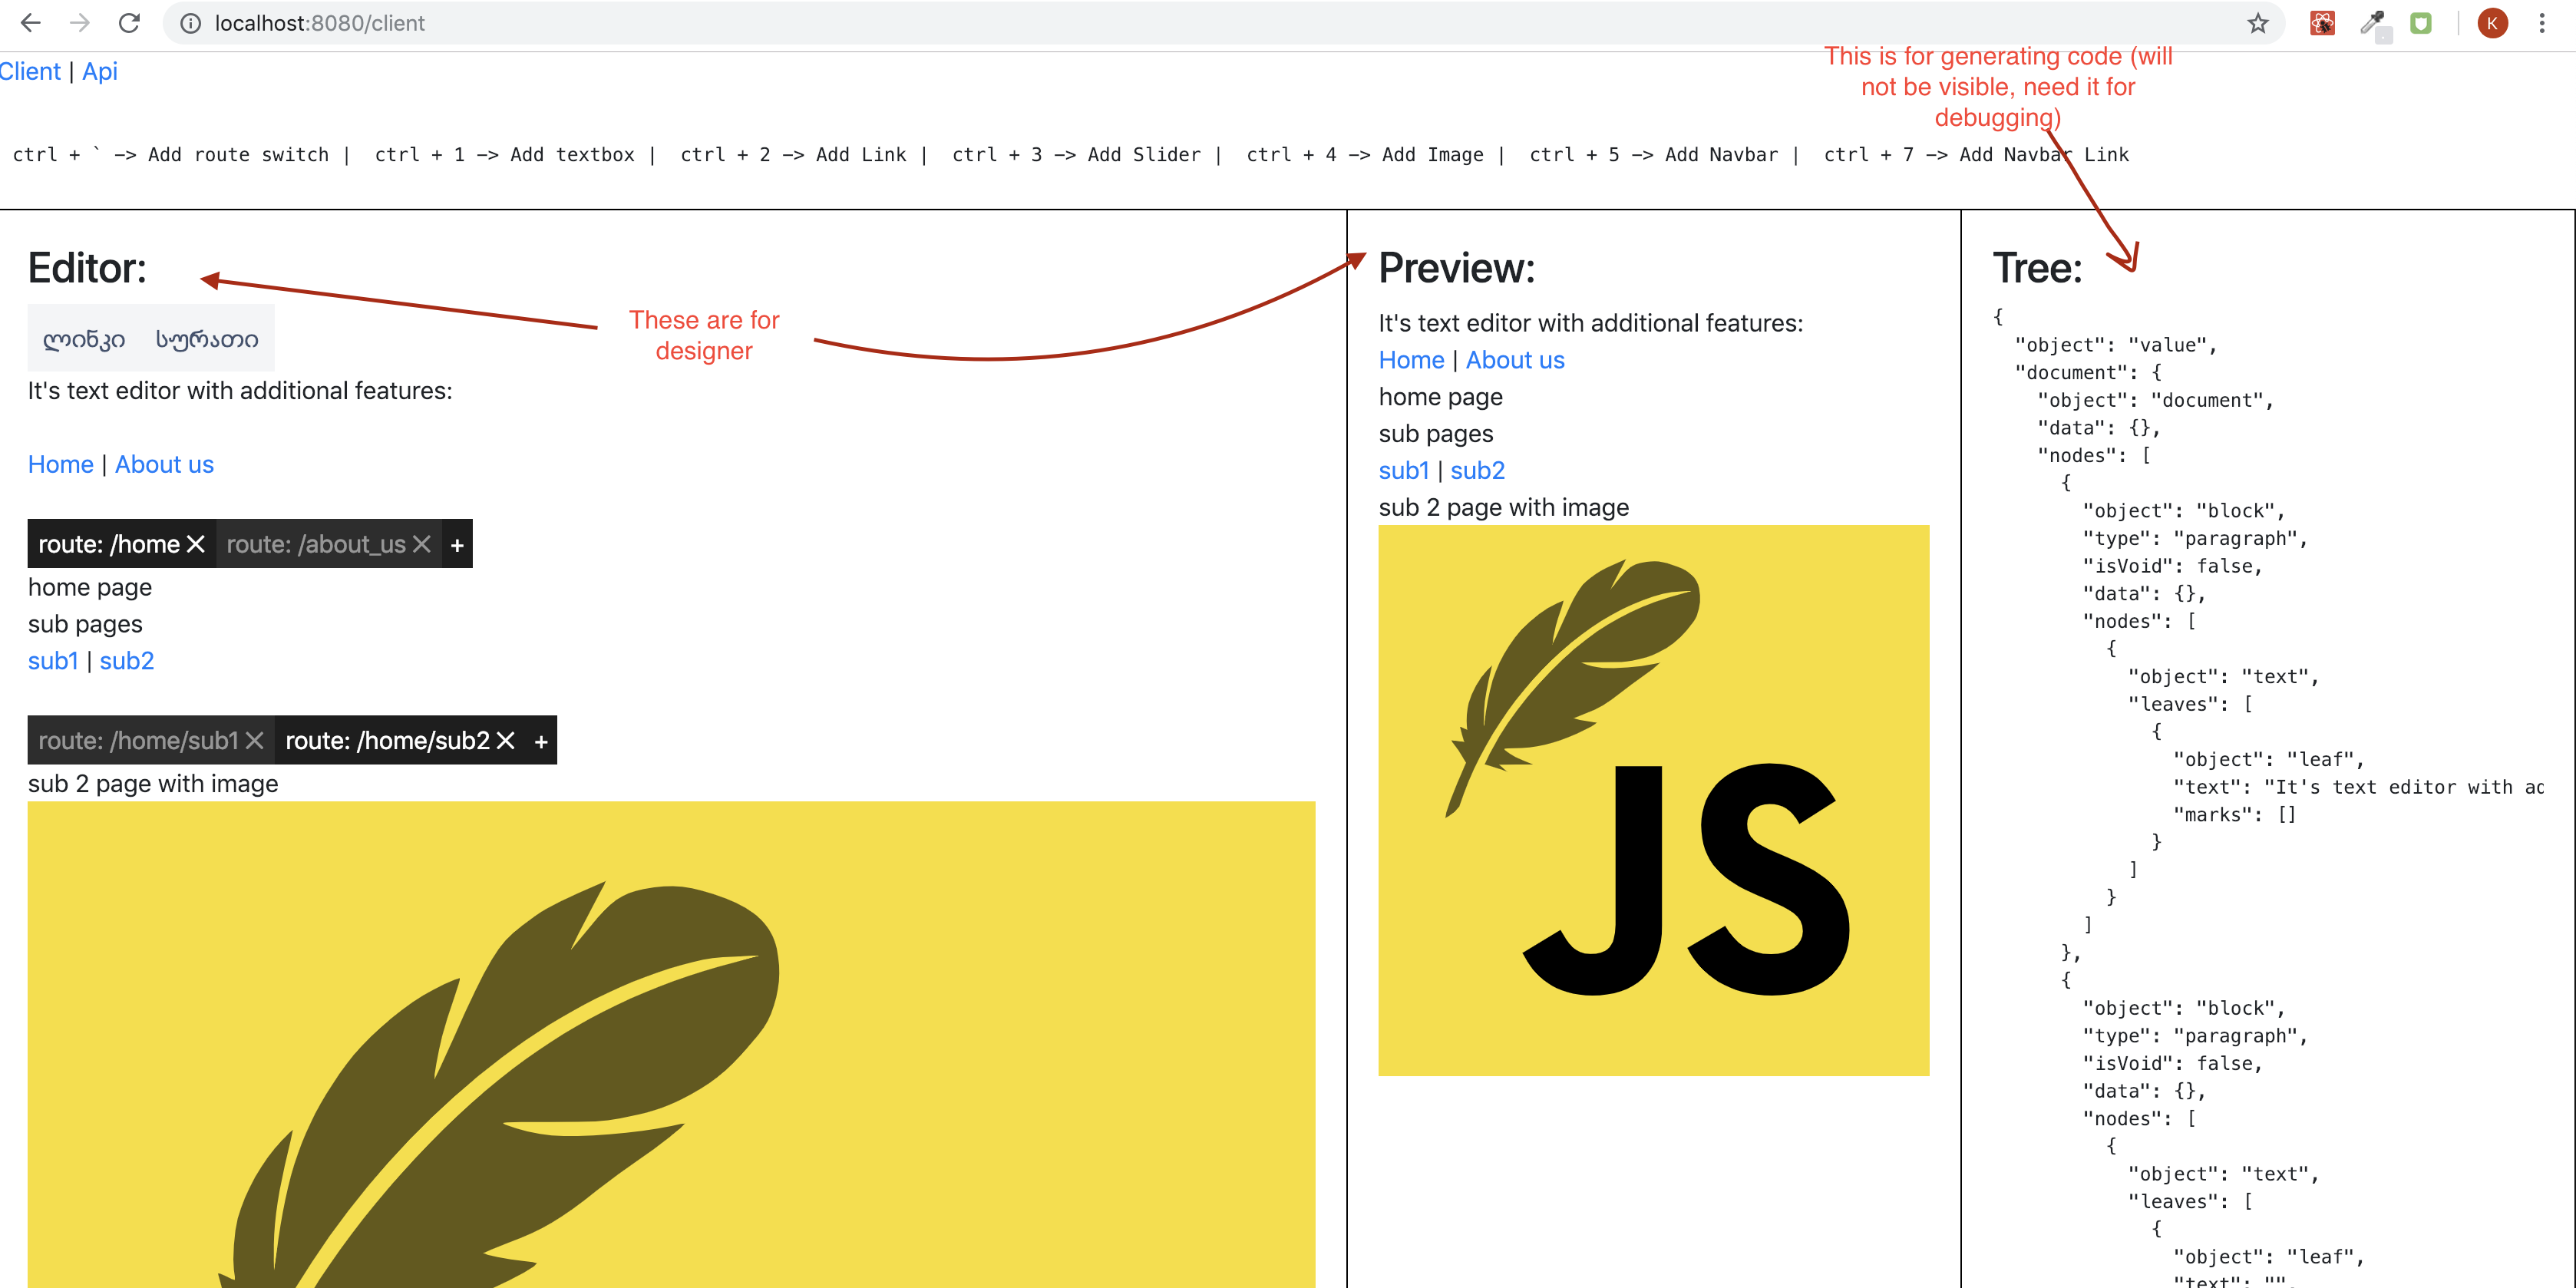 localhost:8080/client
K
Client | Api
This is for generating code (will
not be visible, need it for
debugging)
ctrl + ` -> Add route switch | ctrl + 1 -> Add textbox | ctrl + 2 -> Add Link | ctrl + 3 -> Add Slider | ctrl + 4 -> Add Image | ctrl + 5 -> Add Navbar | ctrl + 7 -> Add Navbar Link
Editor:
ლინკი სურათი
It's text editor with additional features:
Home | About us
route: /home × route: /about_us × +
home page
sub pages
sub1 | sub2
route: /home/sub1 × route: /home/sub2 × +
sub 2 page with image
These are for
designer
Preview:
It's text editor with additional features:
Home | About us
home page
sub pages
sub1 | sub2
sub 2 page with image
JS
Tree:
{
"object": "value",
"document": {
"object": "document",
"data": {},
"nodes": [
{
"object": "block",
"type": "paragraph",
"isVoid": false,
"data": {},
"nodes": [
{
"object": "text",
"leaves": [
{
"object": "leaf",
"text": "It's text editor with ad
"marks": []
}
]
}
]
},
{
"object": "block",
"type": "paragraph",
"isVoid": false,
"data": {},
"nodes": [
{
"object": "text",
"leaves": [
{
"object": "leaf",
"text": "",